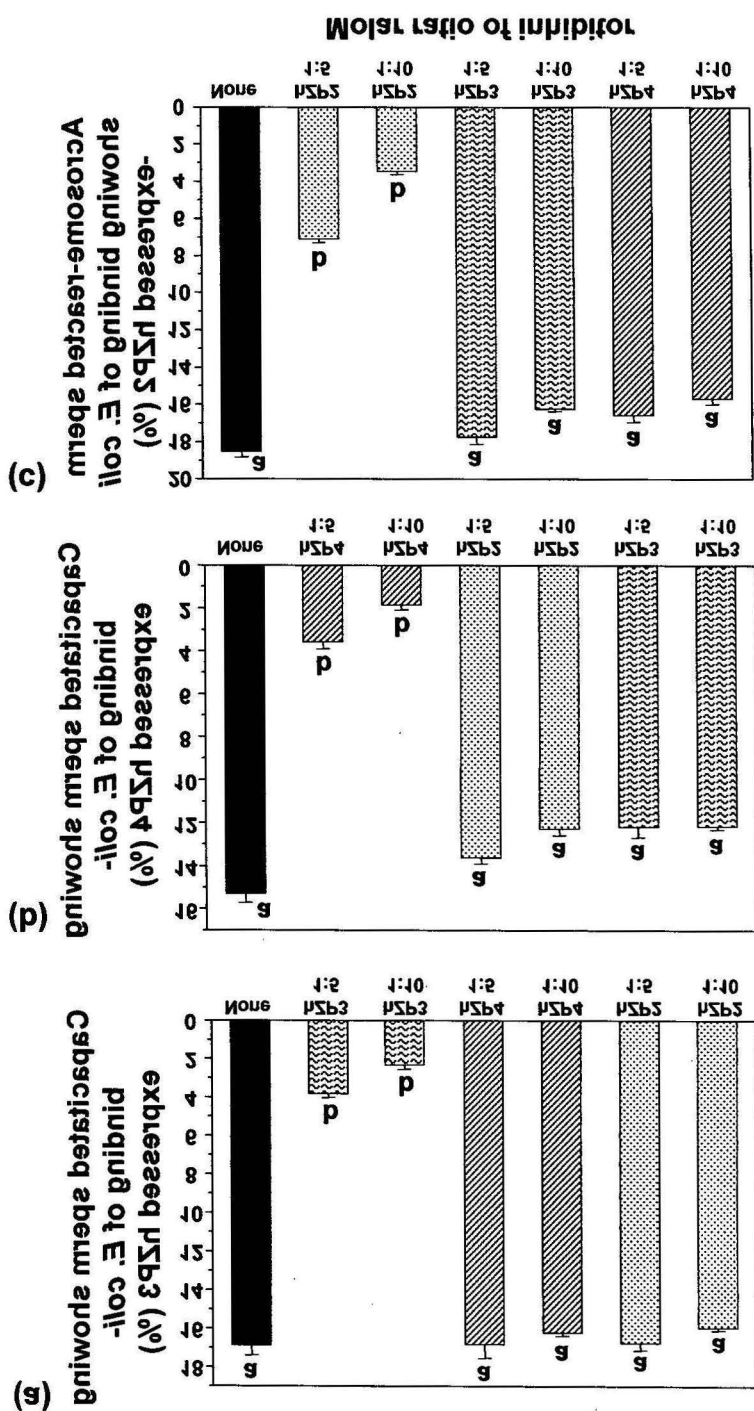 (a)
Capacitated sperm showing
binding of E. coli-
expressed hZP3 (%)
18
16
14
12
10
8
6
4
2
0
a
b
b
a
a
a
a
None
hZP3
1:5
hZP3
1:10
hZP4
1:5
hZP4
1:10
hZP2
1:5
hZP2
1:10
(b)
Capacitated sperm showing
binding of E. coli-
expressed hZP4 (%)
16
14
12
10
8
6
4
2
0
a
b
b
a
a
a
a
None
hZP4
1:5
hZP4
1:10
hZP2
1:5
hZP2
1:10
hZP3
1:5
hZP3
1:10
(c)
Acrosome-reacted sperm
showing binding of E. coli
-expressed hZP2 (%)
20
18
16
14
12
10
8
6
4
2
0
a
b
b
a
a
a
a
None
hZP2
1:5
hZP2
1:10
hZP3
1:5
hZP3
1:10
hZP4
1:5
hZP4
1:10
Molar ratio of inhibitor